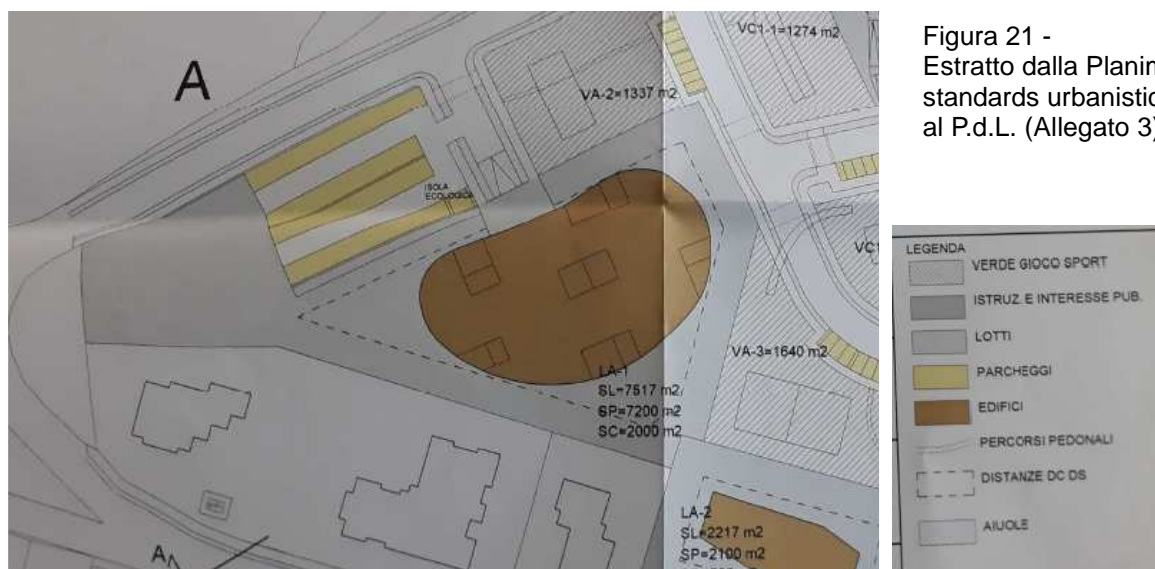 Figura 21 -
Estratto dalla Planin
standards urbanistic
al P.d.L. (Allegato 3)
A
VC1-1=1274 m2
VA-2=1337 m2
ISOLA
ECOLOGICA
VC1
VA-3=1640 m2
LA-1
SL=7517 m2
SP=7200 m2
SC=2000 m2
LA-2
SL=2217 m2
SP=2100 m2
A
LEGENDA
VERDE GIOCO SPORT
ISTRUZ. E INTERESSE PUB.
LOTTI
PARCHEGGI
EDIFICI
PERCORSI PEDONALI
DISTANZE DC DS
AIUOLE